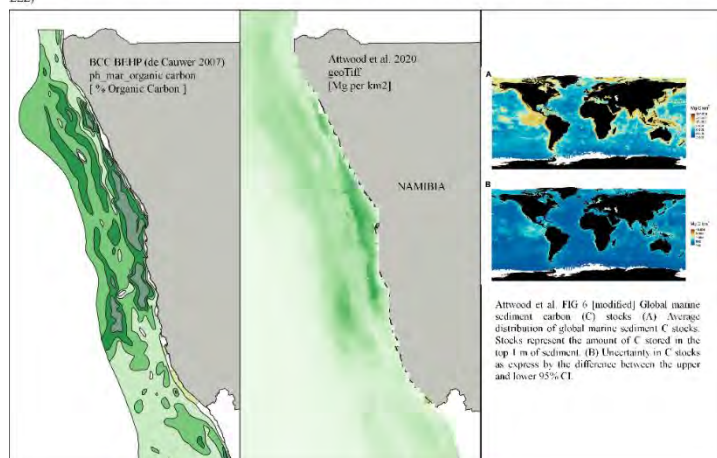 BCC BEHP (de Cauwer 2007)
ph_mar_organic carbon
[ % Organic Carbon ]
Attwood et al. 2020
geoTiff
[Mg per km2]
NAMIBIA
A
B
Attwood et al. FIG 6 [modified] Global marine
sediment carbon (C) stocks (A) Average
distribution of global marine sediment C stocks.
Stocks represent the amount of C stored in the
top 1 m of sediment. (B) Uncertainty in C stocks
as express by the difference between the upper
and lower 95% CI.